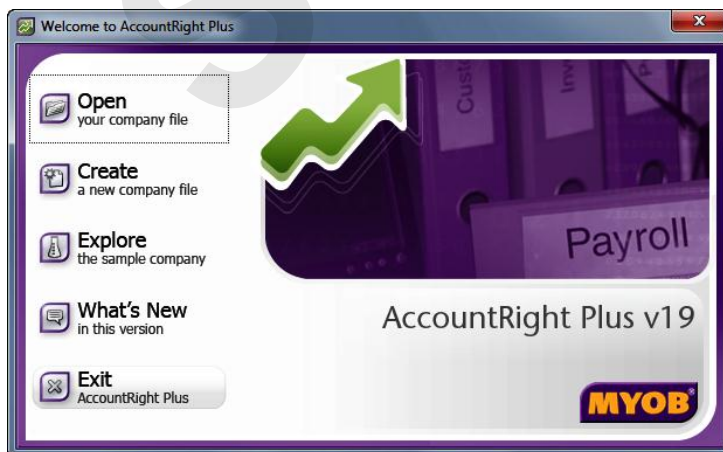 Welcome to AccountRight Plus
Open
your company file
Create
a new company file
Explore
the sample company
What's New
in this version
Exit
AccountRight Plus
Payroll
AccountRight Plus v19
MYOB